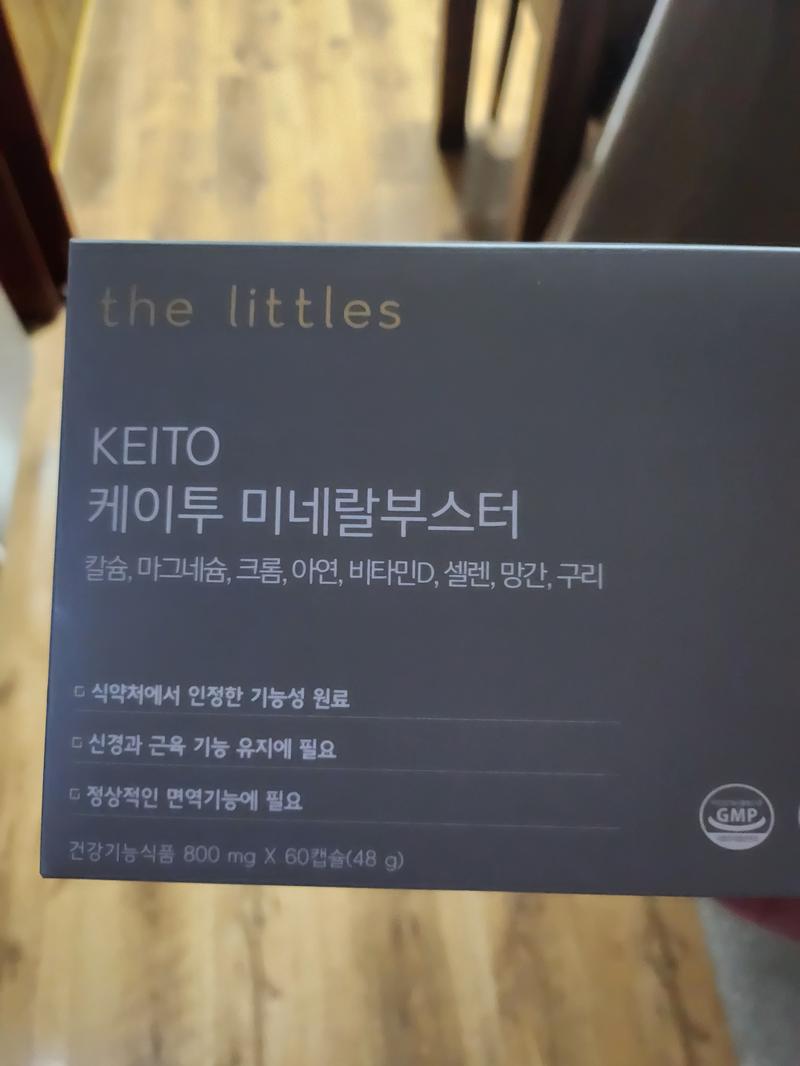 the littles
KEITO
케이투 미네랄부스터
칼슘, 마그네슘, 크롬, 아연, 비타민D, 셀렌, 망간, 구리
식약처에서 인정한 기능성 원료
신경과 근육 기능 유지에 필요
정상적인 면역기능에 필요
GMP
건강기능식품 800 mg X 60캡슐(48 g)